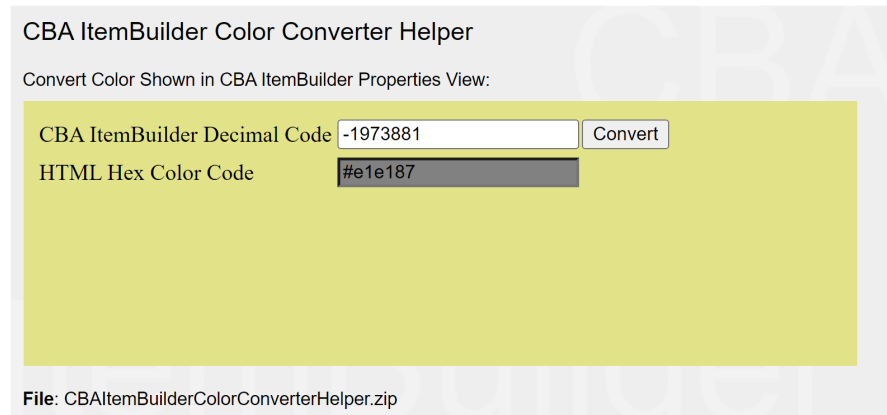 CBA ItemBuilder Color Converter Helper
Convert Color Shown in CBA ItemBuilder Properties View:
CBA ItemBuilder Decimal Code -1973881 Convert
HTML Hex Color Code #e1e187
File: CBAItemBuilderColorConverterHelper.zip